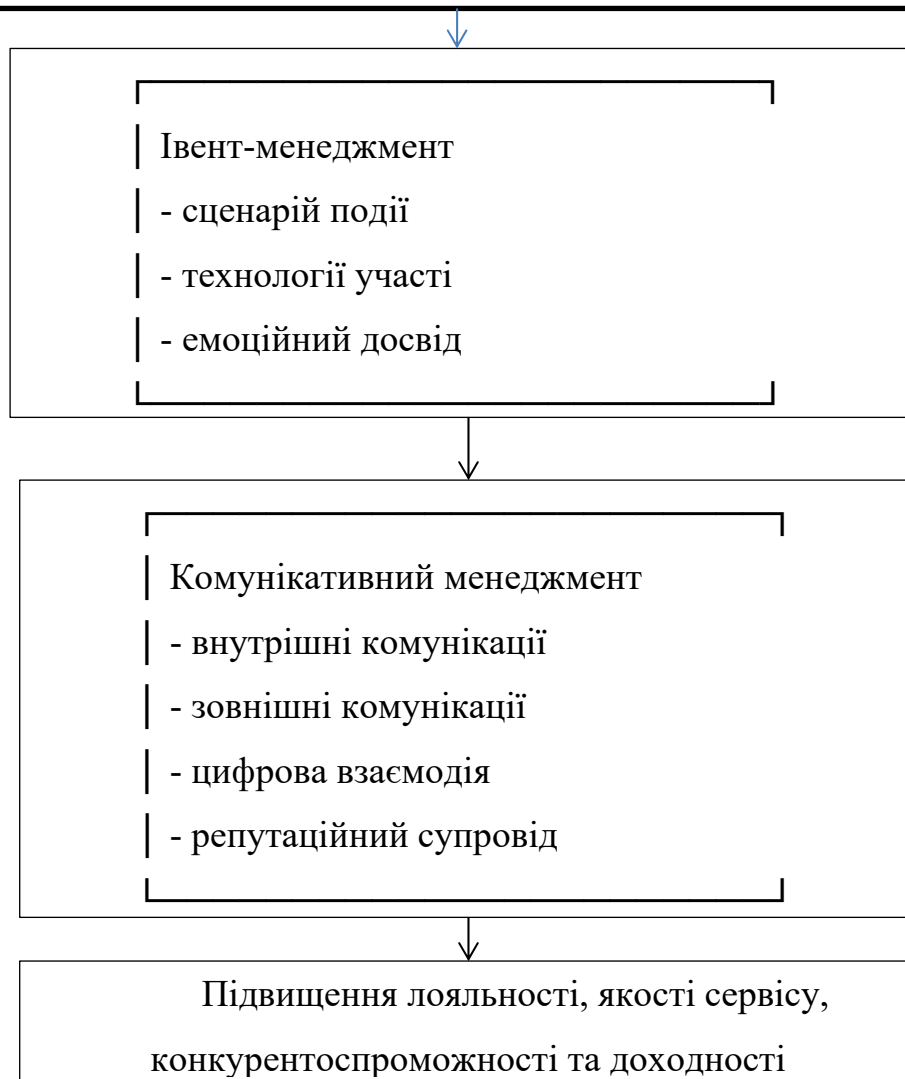 Івент-менеджмент
- сценарій події
- технології участі
- емоційний досвід
Комунікативний менеджмент
- внутрішні комунікації
- зовнішні комунікації
- цифрова взаємодія
- репутаційний супровід
Підвищення лояльності, якості сервісу,
конкурентоспроможності та доходності